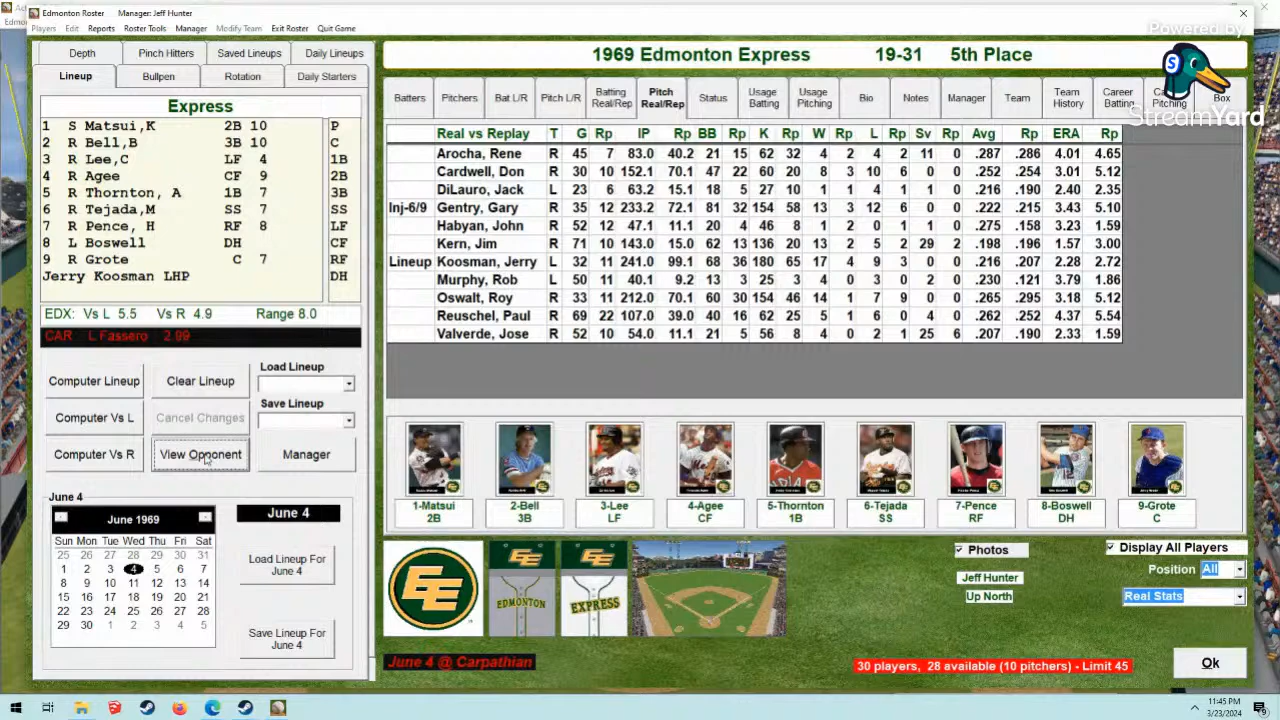 Edmonton Roster Manager: Jeff Hunter
Players Edit Reports Roster Tools Manager Modify Team Exit Roster Quit Game
Powered by
StreamYard
Depth Pinch Hitters Saved Lineups Daily Lineups
Lineup Bullpen Rotation Daily Starters
Express
1 S Matsui,K 2B 10 P
2 R Bell,B 3B 10 C
3 R Lee,C LF 4 1B
4 R Agee CF 9 2B
5 R Thornton, A 1B 7 3B
6 R Tejada,M SS 7 SS
7 R Pence, H RF 8 LF
8 L Boswell DH CF
9 R Grote C 7 RF
Jerry Koosman LHP DH
EDX: Vs L 5.5 Vs R 4.9 Range 8.0
CAR L Fassero 2.09
Computer Lineup Clear Lineup Load Lineup
Computer Vs L Cancel Changes Save Lineup
Computer Vs R View Opponent Manager
June 4
June 1969
Sun Mon Tue Wed Thu Fri Sat
25 26 27 28 29 30 31
1 2 3 4 5 6 7
8 9 10 11 12 13 14
15 16 17 18 19 20 21
22 23 24 25 26 27 28
29 30 1 2 3 4 5
June 4
Load Lineup For
June 4
Save Lineup For
June 4
1969 Edmonton Express 19-31 5th Place
Batters Pitchers Bat L/R Pitch L/R Batting Real/Rep Pitch Real/Rep Status Usage Batting Usage Pitching Bio Notes Manager Team Team History Career Batting Pitching Box
Real vs Replay T G Rp IP Rp BB Rp K Rp W Rp L Rp Sv Rp Avg Rp ERA Rp
Arocha, Rene R 45 7 83.0 40.2 21 15 62 32 4 2 4 2 11 0 .287 .286 4.01 4.65
Cardwell, Don R 30 10 152.1 70.1 47 22 60 20 8 3 10 6 0 0 .252 .254 3.01 5.12
DiLauro, Jack L 23 6 63.2 15.1 18 5 27 10 1 1 4 1 1 0 .216 .190 2.40 2.35
Inj-6/9 Gentry, Gary R 35 12 233.2 72.1 81 32 154 58 13 3 12 6 0 0 .222 .215 3.43 5.10
Habyan, John R 52 12 47.1 11.1 20 4 46 8 1 2 0 1 1 0 .275 .158 3.23 1.59
Kern, Jim R 71 10 143.0 15.0 62 13 136 20 13 2 5 2 29 2 .198 .196 1.57 3.00
Lineup Koosman, Jerry L 32 11 241.0 99.1 68 36 180 65 17 4 9 3 0 0 .216 .207 2.28 2.72
Murphy, Rob L 50 11 40.1 9.2 13 3 25 3 4 0 3 0 2 0 .230 .121 3.79 1.86
Oswalt, Roy R 33 11 212.0 70.1 60 30 154 46 14 1 7 9 0 0 .265 .295 3.18 5.12
Reuschel, Paul R 69 22 107.0 39.0 40 16 62 25 5 1 6 0 4 0 .262 .252 4.37 5.54
Valverde, Jose R 52 10 54.0 11.1 21 5 56 8 4 0 2 1 25 6 .207 .190 2.33 1.59
1-Matsui 2-Bell 3-Lee 4-Agee 5-Thornton 6-Tejada 7-Pence 8-Boswell 9-Grote
2B 3B LF CF 1B SS RF DH C
EDMONTON
EXPRESS
Photos
Jeff Hunter
Up North
Display All Players
Position All
Real Stats
June 4 @ Carpathian
30 players, 28 available (10 pitchers) - Limit 45
Ok
11:45 PM
3/23/2024